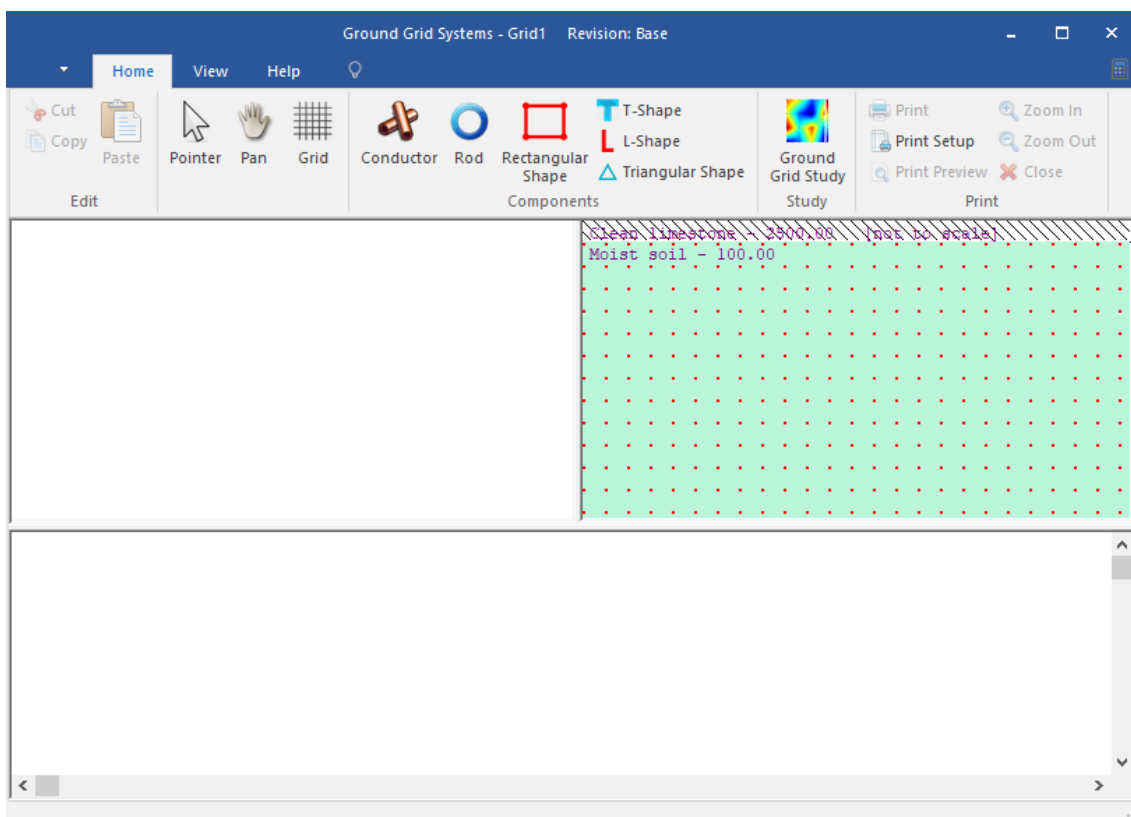 Ground Grid Systems - Grid1 Revision: Base
Home View Help
Cut
Copy
Paste
Edit
Pointer
Pan
Grid
Conductor
Rod
Rectangular
Shape
T-Shape
L-Shape
Triangular Shape
Components
Ground
Grid Study
Study
Print
Print Setup
Print Preview
Zoom In
Zoom Out
Close
Print
Clean limestone - 2500.00 [not to scale]
Moist soil - 100.00